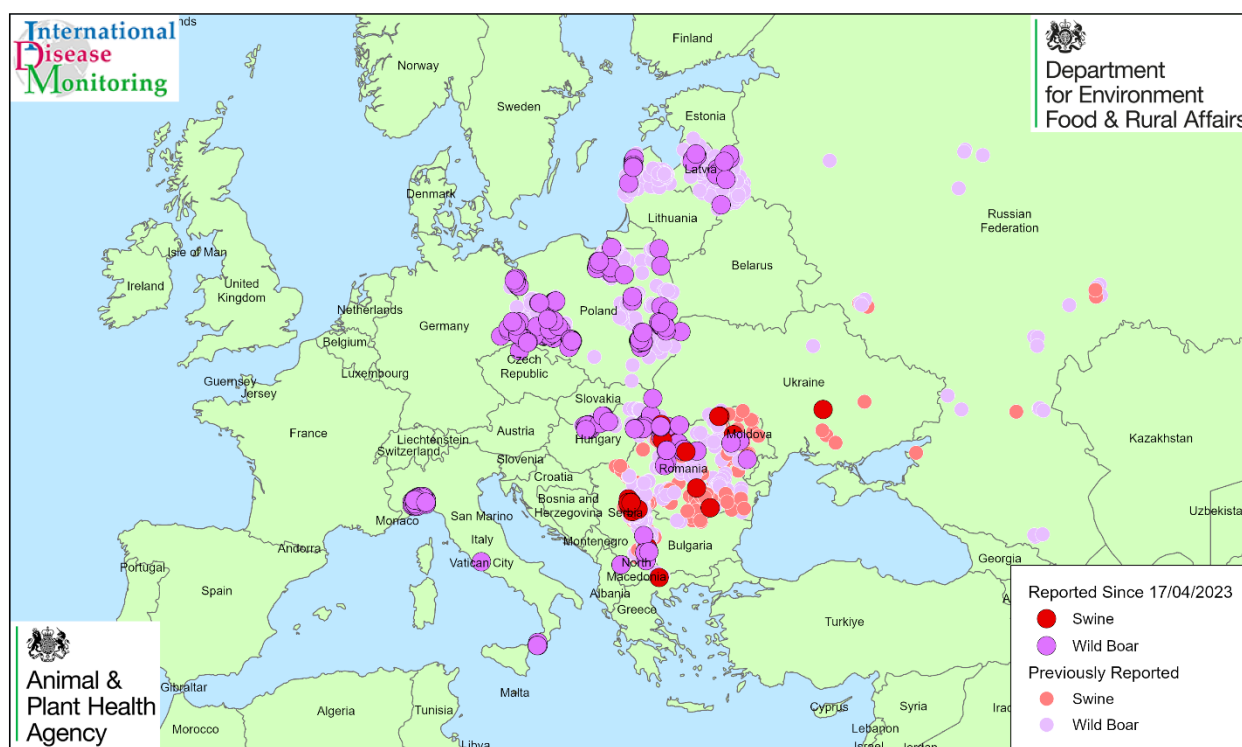 International
Disease
Monitoring
Department
for Environment
Food & Rural Affairs
Finland
Norway
Sweden
Estonia
Latvia
Denmark
Lithuania
Russian
Federation
Isle of Man
Belarus
Ireland
United
Kingdom
Netherlands
Poland
Germany
Belgium
Czech
Republic
Luxembourg
Guernsey
Jersey
Ukraine
Slovakia
France
Austria
Hungary
Moldova
Liechtenstein
Switzerland
Kazakhstan
Slovenia
Romania
Croatia
Bosnia and
Herzegovina
Serbia
Monaco
San Marino
Uzbekista
Montenegro
Bulgaria
Italy
Andorra
Georgia
Vatican City
North
Macedonia
Portugal
Albania
Spain
Greece
Turkiye
Reported Since 17/04/2023
Swine
Wild Boar
Previously Reported
Swine
Wild Boar
Animal &
Plant Health
Agency
Gibraltar
Malta
Algeria
Tunisia
Morocco
Cyprus
Syria
Lebanon
Libya